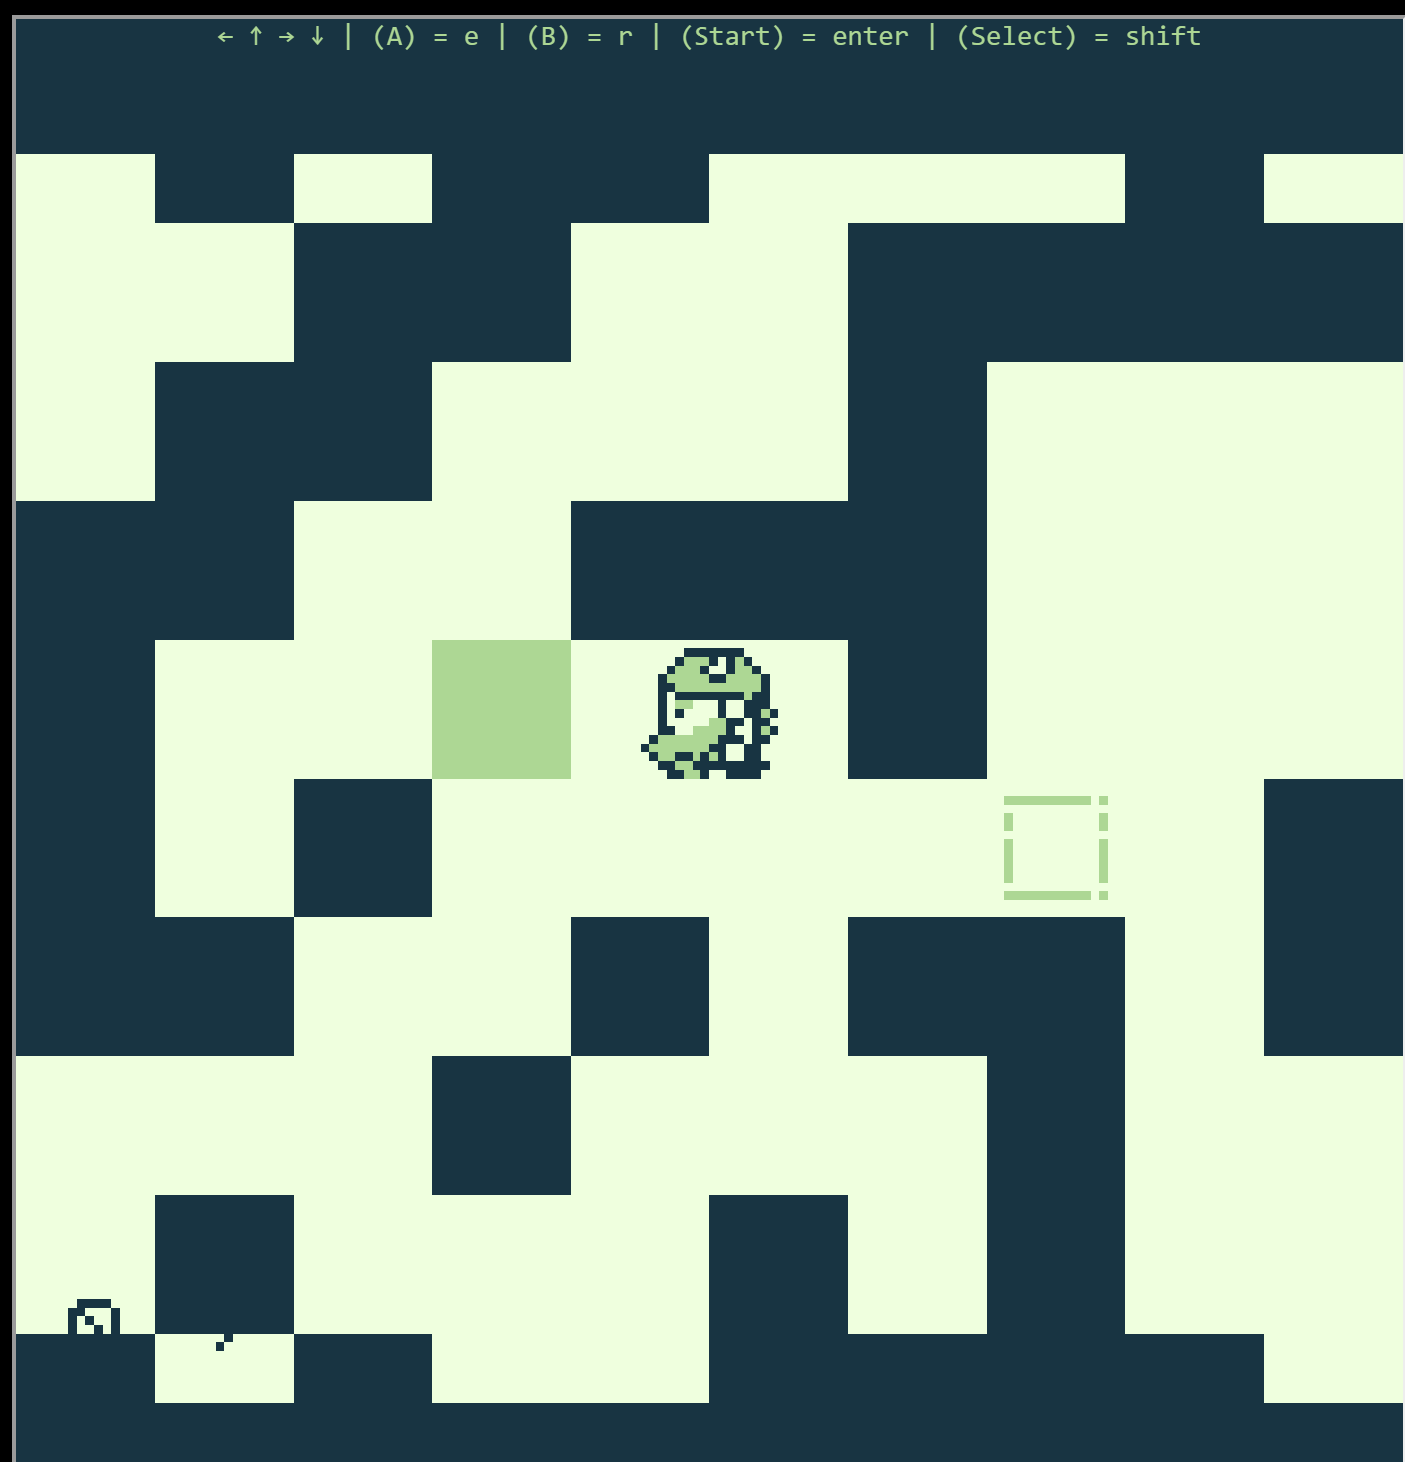 ← ↑ → ↓ | (A) = e | (B) = r | (Start) = enter | (Select) = shift